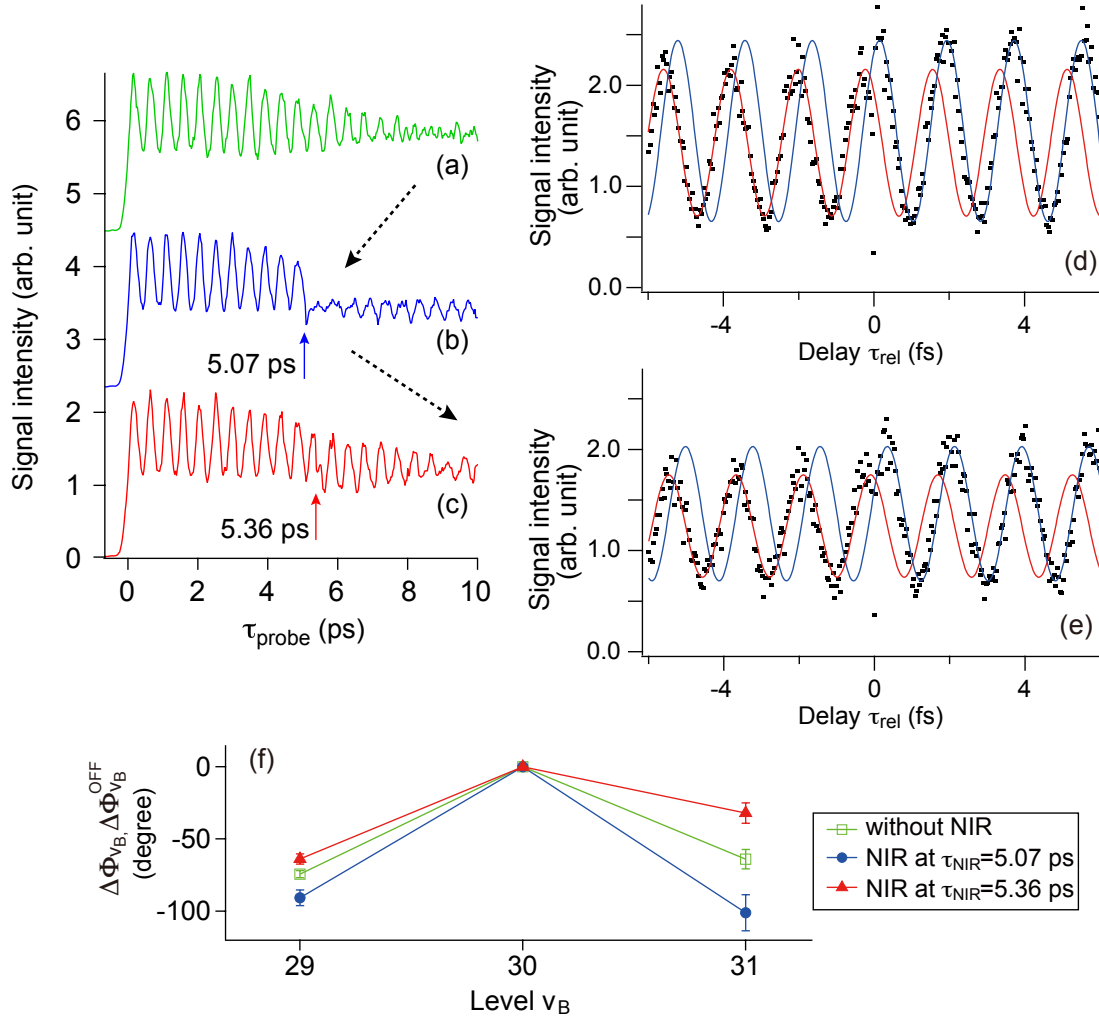 Signal intensity (arb. unit)
6
4
3
2
1
0
(a)
(b)
5.07 ps
(c)
5.36 ps
0 2 4 6 8 10
τprobe (ps)
Signal intensity
(arb. unit)
2.0
1.0
0.0
(d)
-4 0 4
Delay τrel (fs)
Signal intensity
(arb. unit)
2.0
1.0
0.0
(e)
-4 0 4
Delay τrel (fs)
(f)
ΔΦvB, ΔΦvB OFF
(degree)
0
-50
-100
29 30 31
Level vB
without NIR
NIR at τNIR=5.07 ps
NIR at τNIR=5.36 ps